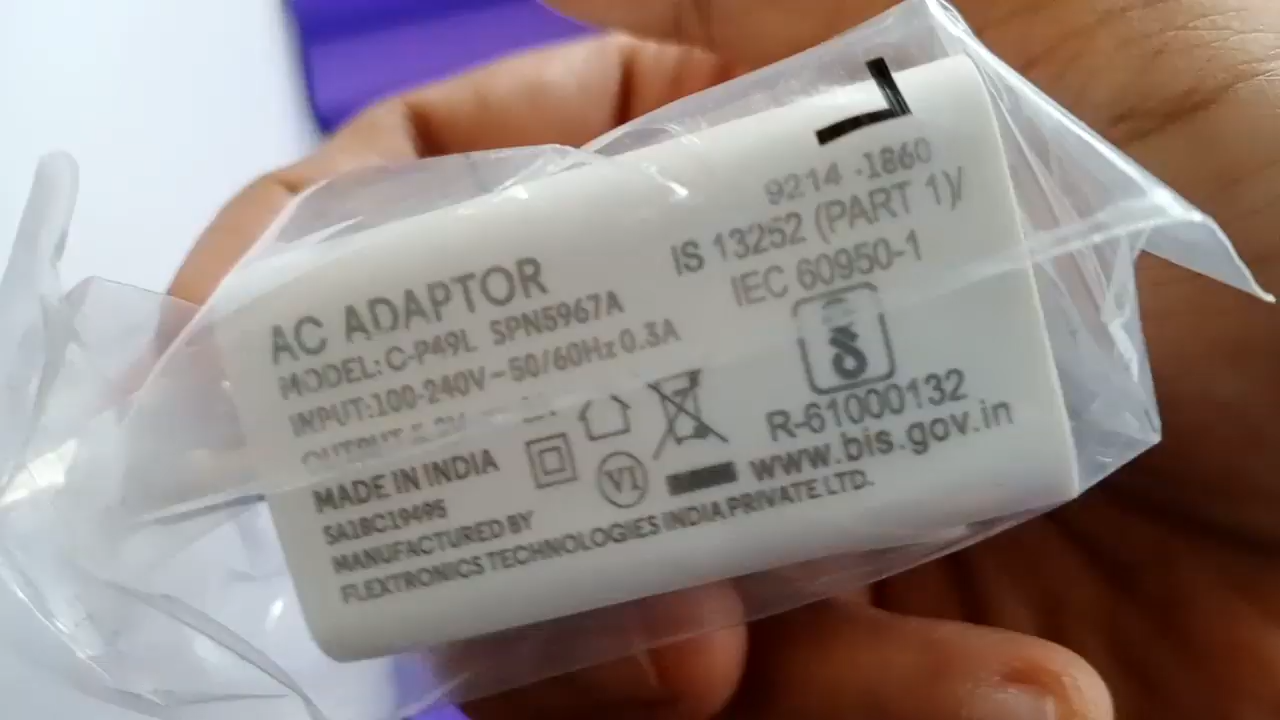 AC ADAPTOR
MODEL: C-P49L SPN5967A
INPUT:100-240V~50/60Hz 0.3A
OUTPUT
MADE IN INDIA
SA18C19495
MANUFACTURED BY
FLEXTRONICS TECHNOLOGIES INDIA PRIVATE LTD.
VI
9214 -1860
IS 13252 (PART 1)/
IEC 60950-1
R-61000132
www.bis.gov.in